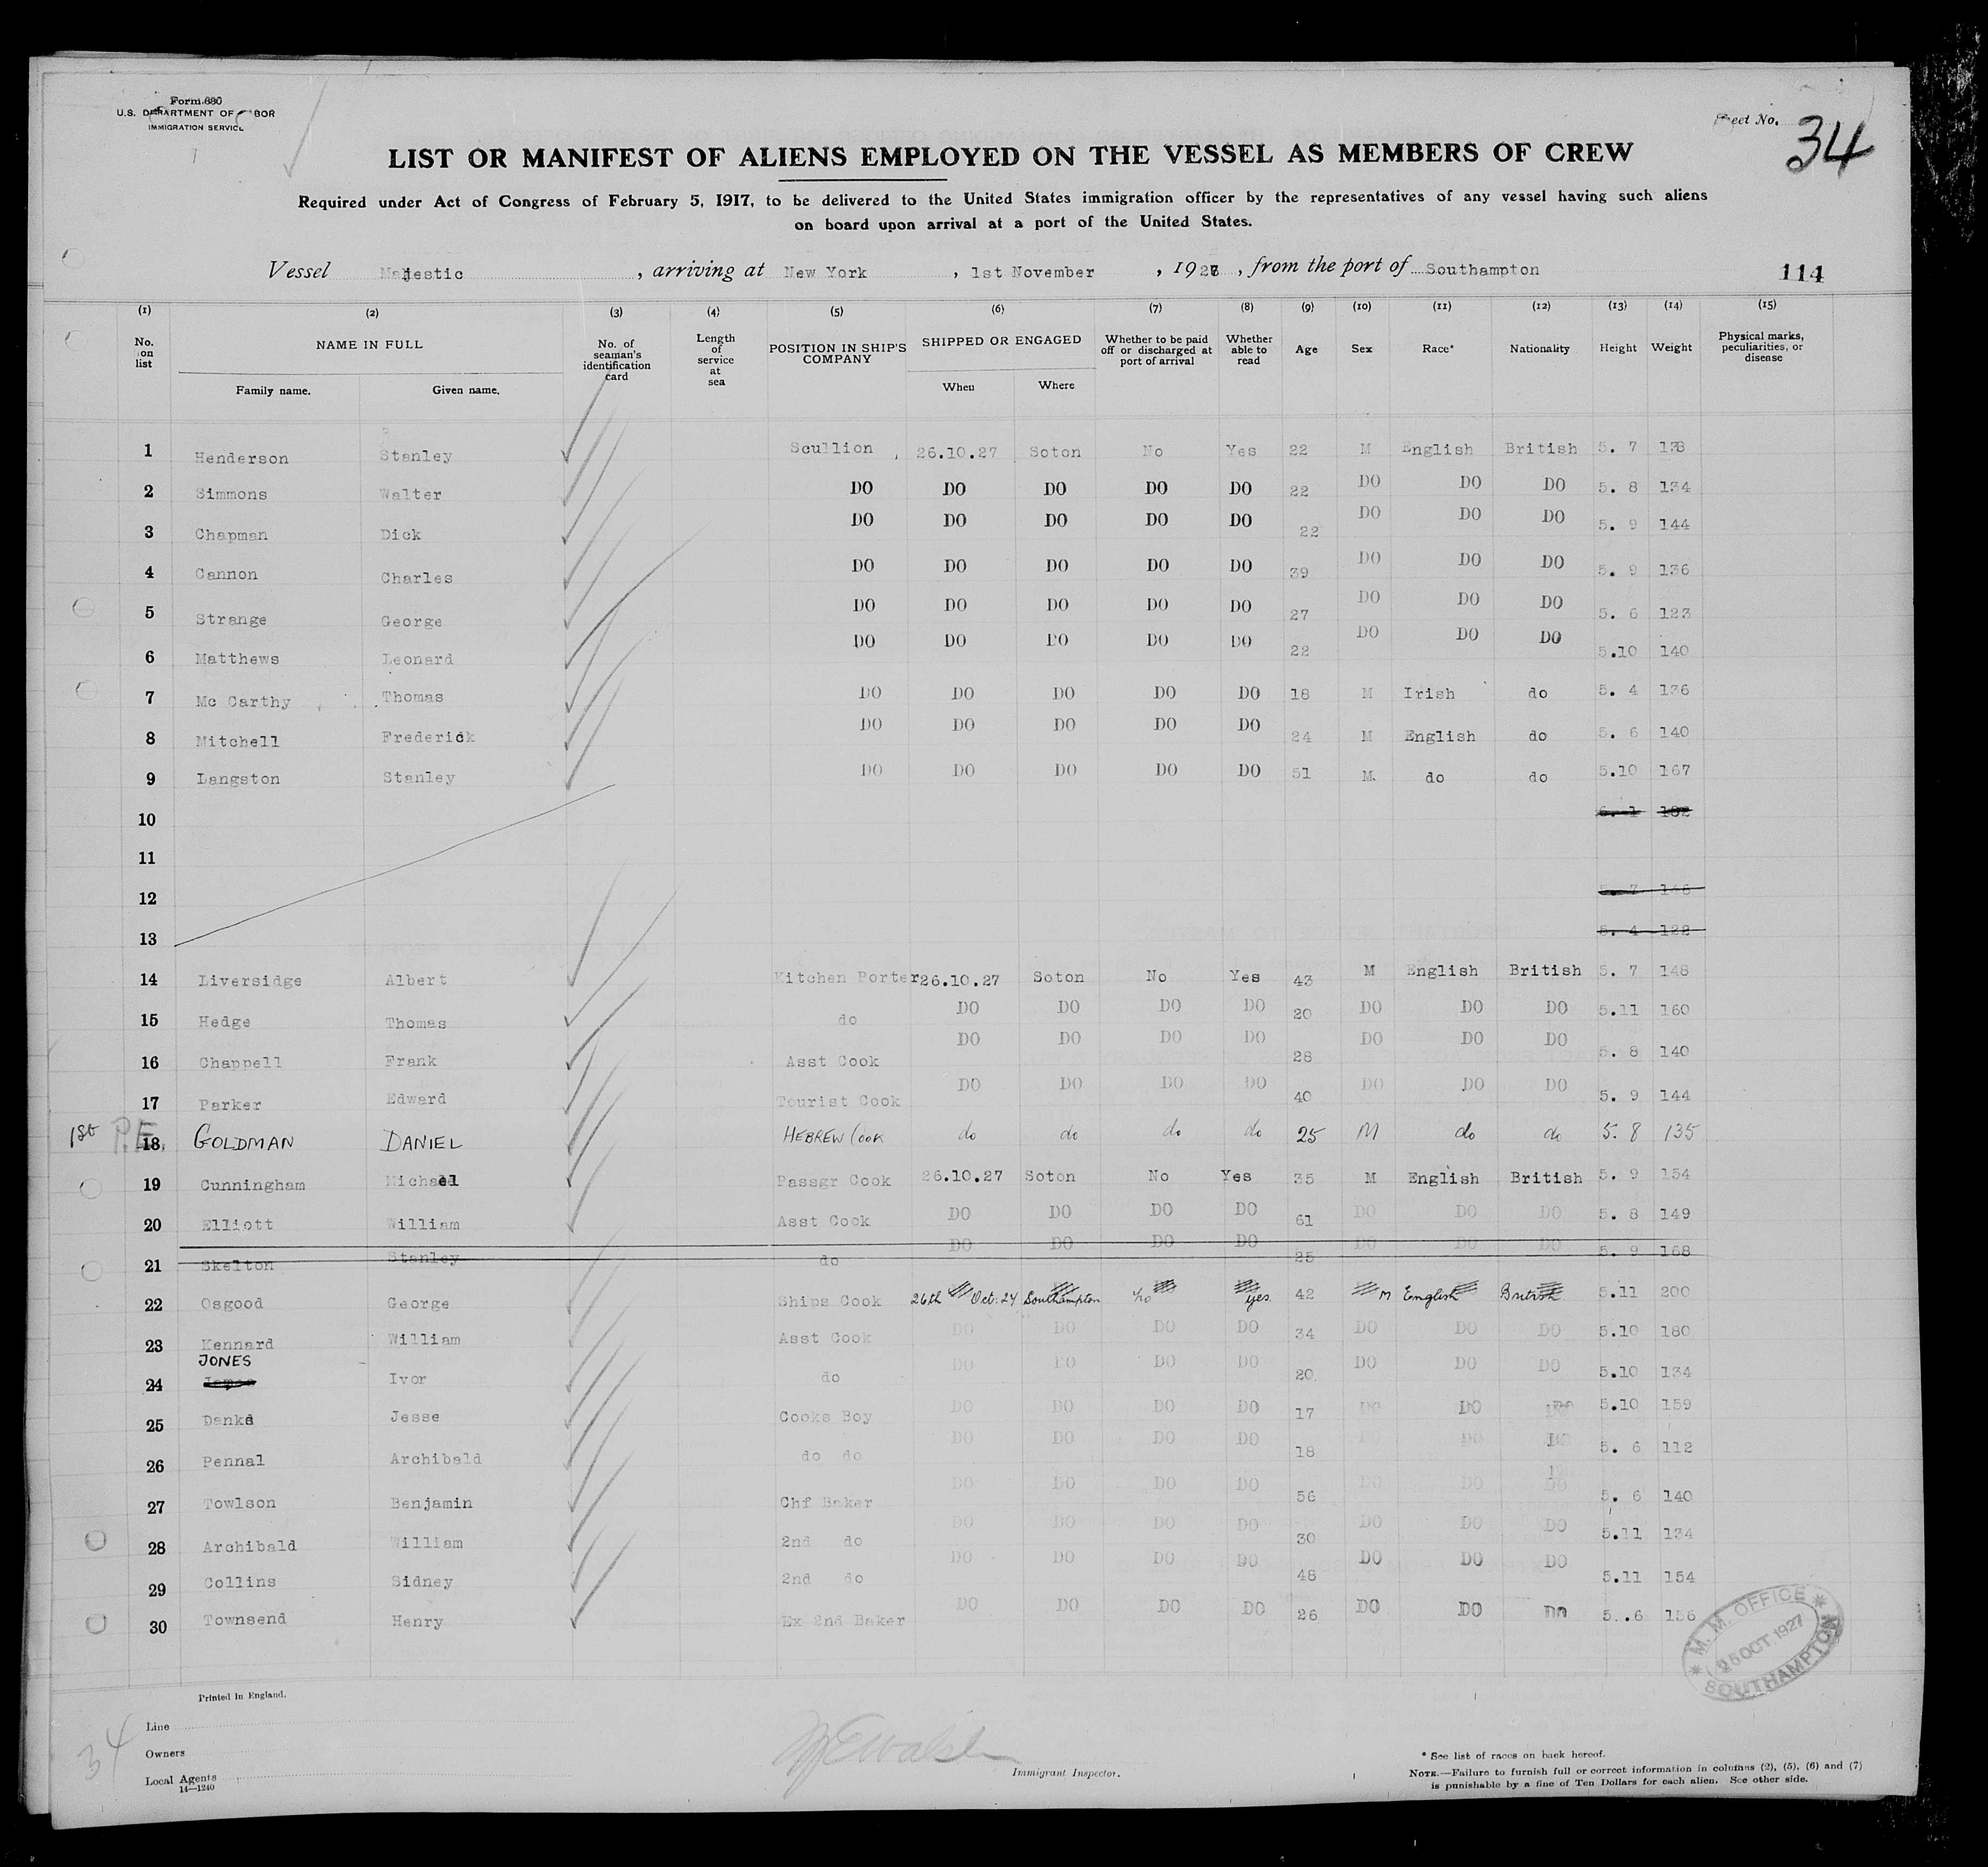 Form 680
U.S. DEPARTMENT OF LABOR
IMMIGRATION SERVICE
Sheet No. 34
LIST OR MANIFEST OF ALIENS EMPLOYED ON THE VESSEL AS MEMBERS OF CREW
Required under Act of Congress of February 5, 1917, to be delivered to the United States immigration officer by the representatives of any vessel having such aliens
on board upon arrival at a port of the United States.
Vessel Majestic, arriving at New York, 1st November, 1927, from the port of Southampton 114
(1) (2) (3) (4) (5) (6) (7) (8) (9) (10) (11) (12) (13) (14) (15)
No. on list NAME IN FULL Family name. Given name. No. of seaman's identification card Length of service at sea POSITION IN SHIP'S COMPANY SHIPPED OR ENGAGED When Where Whether to be paid off or discharged at port of arrival Whether able to read Age Sex Race* Nationality Height Weight Physical marks, peculiarities, or disease
1 Henderson Stanley Scullion, 26.10.27 Soton No Yes 22 M English British 5. 7 138
2 Simmons Walter DO DO DO DO DO 22 DO DO DO 5. 8 134
3 Chapman Dick DO DO DO DO DO 22 DO DO DO 5. 9 144
4 Cannon Charles DO DO DO DO DO 39 DO DO DO 5. 9 136
5 Strange George DO DO DO DO DO 27 DO DO DO 5. 6 123
6 Matthews Leonard DO DO DO DO DO 22 DO DO DO 5.10 140
7 Mc Carthy Thomas DO DO DO DO DO 18 M Irish do 5. 4 136
8 Mitchell Frederick DO DO DO DO DO 24 M English do 5. 6 140
9 Langston Stanley DO DO DO DO DO 51 M. do do 5.10 167
10
11
12 5. 7 146
13 5. 4 122
14 Liversidge Albert Kitchen Porter 26.10.27 Soton No Yes 43 M English British 5. 7 148
15 Hedge Thomas do DO DO DO DO 20 DO DO DO 5.11 160
16 Chappell Frank Asst Cook DO DO DO DO 28 DO DO DO 5. 8 140
17 Parker Edward Tourist Cook DO DO DO DO 40 DO DO DO 5. 9 144
1st P.E. 18 GOLDMAN DANIEL HEBREW COOK do do do do 25 M do do 5. 8 135
19 Cunningham Michael Passgr Cook 26.10.27 Soton No Yes 35 M English British 5. 9 154
20 Elliott William Asst Cook DO DO DO DO 61 DO DO DO 5. 8 149
21 Skelton Stanley do DO DO DO DO 25 DO DO DO 5. 9 168
22 Osgood George Ships Cook 26th Oct: 27 Southampton No yes. 42 M English British 5.11 200
23 Kennard William Asst Cook DO DO DO DO 34 DO DO DO 5.10 180
JONES
24 Ivor do DO DO DO DO 20 DO DO DO 5.10 134
25 Danks Jesse Cooks Boy DO DO DO DO 17 DO DO DO 5.10 159
26 Pennal Archibald do do DO DO DO DO 18 DO 5. 6 112
27 Towlson Benjamin Chf Baker DO DO DO DO 56 DO DO DO 5. 6 140
28 Archibald William 2nd do DO DO DO DO 30 DO DO DO 5.11 134
29 Collins Sidney 2nd do DO DO DO DO 48 DO DO DO 5.11 154
30 Townsend Henry Ex 2nd Baker DO DO DO DO 26 DO DO DO 5..6 156
M. M. OFFICE
25 OCT 1927
SOUTHAMPTON
Printed in England.
Line
Owners
Local Agents
14—1240
34
Immigrant Inspector.
* See list of races on back hereof.
NOTE.—Failure to furnish full or correct information in columns (2), (5), (6) and (7)
is punishable by a fine of Ten Dollars for each alien. See other side.